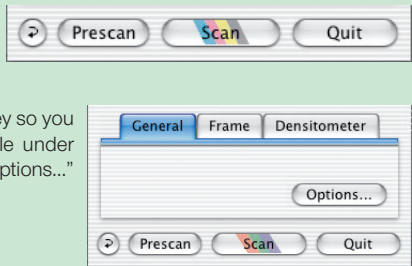 Prescan Scan Quit
ey so you
le under
ptions..."
General Frame Densitometer
Options...
Prescan Scan Quit